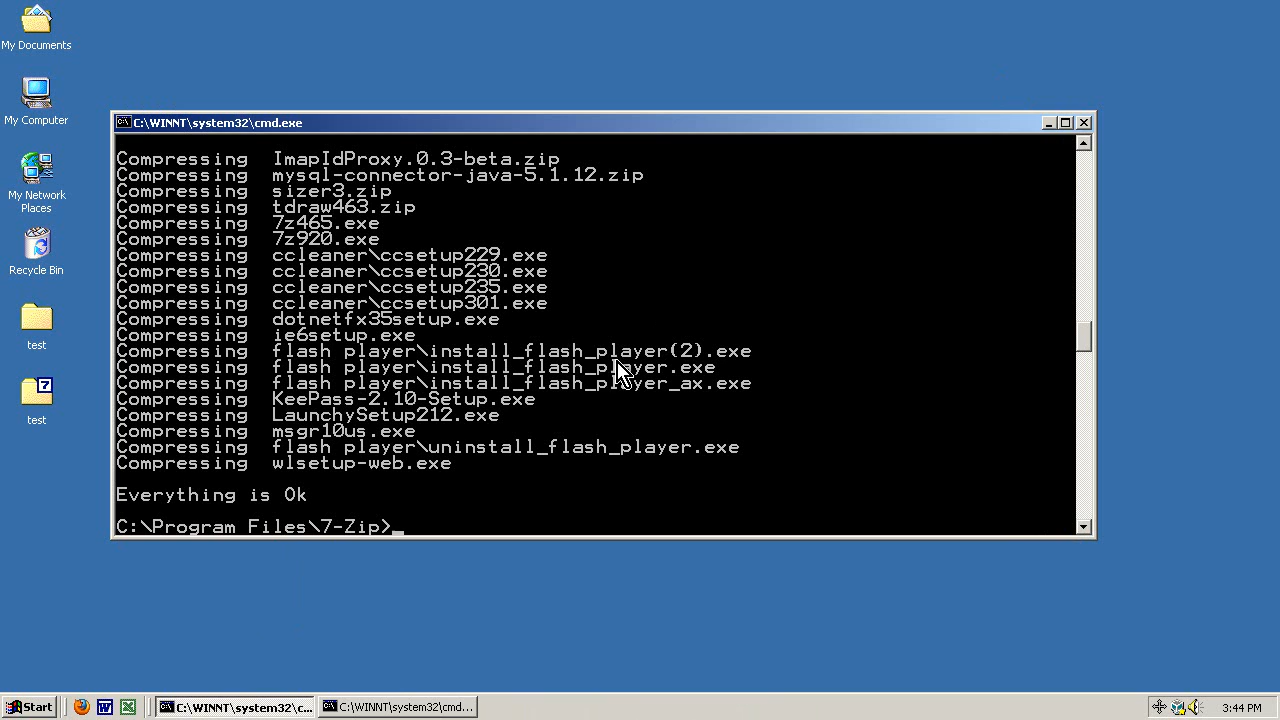 My Documents
My Computer
My Network
Places
Recycle Bin
test
7
test
C:\WINNT\system32\cmd.exe
Compressing  ImapIdProxy.0.3-beta.zip
Compressing  mysql-connector-java-5.1.12.zip
Compressing  sizer3.zip
Compressing  tdraw463.zip
Compressing  7z465.exe
Compressing  7z920.exe
Compressing  ccleaner\ccsetup229.exe
Compressing  ccleaner\ccsetup230.exe
Compressing  ccleaner\ccsetup235.exe
Compressing  ccleaner\ccsetup301.exe
Compressing  dotnetfx35setup.exe
Compressing  ie6setup.exe
Compressing  flash player\install_flash_player(2).exe
Compressing  flash player\install_flash_player.exe
Compressing  flash player\install_flash_player_ax.exe
Compressing  KeePass-2.10-Setup.exe
Compressing  LaunchySetup212.exe
Compressing  msgr10us.exe
Compressing  flash player\uninstall_flash_player.exe
Compressing  wlsetup-web.exe
Everything is Ok
C:\Program Files\7-Zip>_
Start
C:\WINNT\system32\c...
C:\WINNT\system32\cmd...
3:44 PM